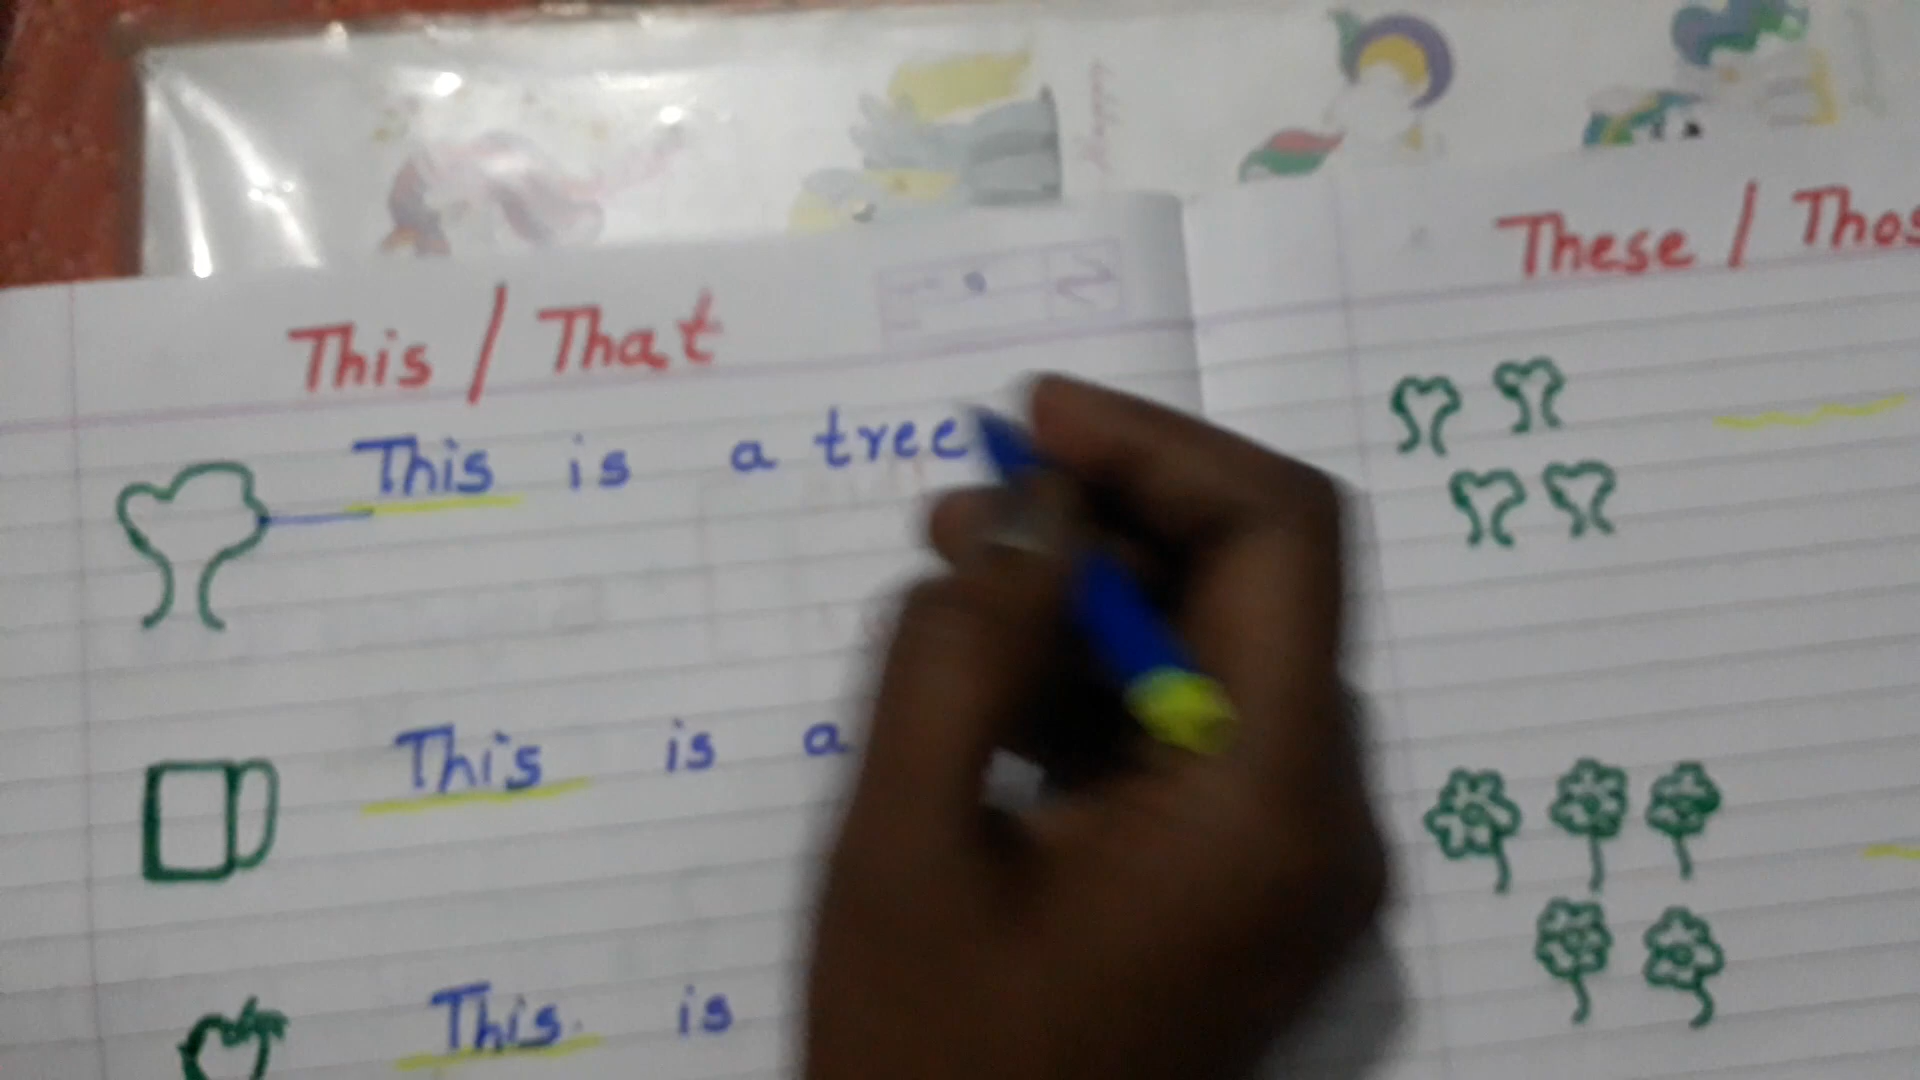 This / That
These / Thos
This is a tree
This is a
This is